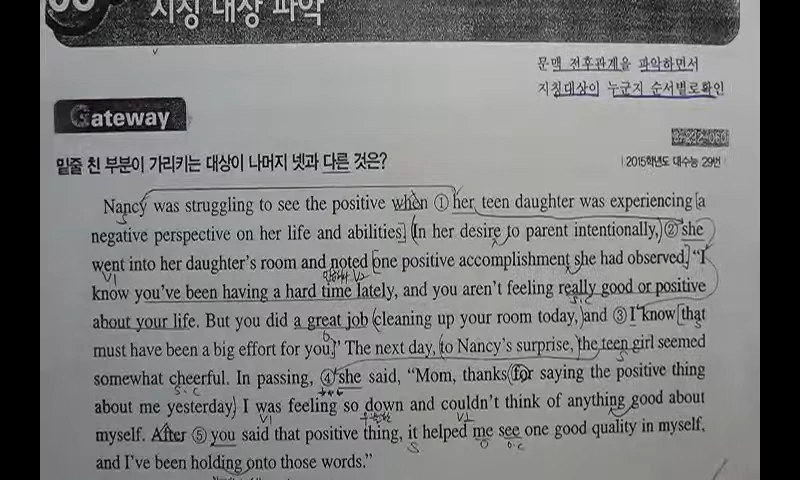 지칭 대상 파악
문맥 전후관계을 파악하면서
지칭대상이 누군지 순서별로확인
Gateway
밑줄 친 부분이 가리키는 대상이 나머지 넷과 다른 것은?
2015학년도 대수능 29번
Nancy was struggling to see the positive when ① her teen daughter was experiencing a
negative perspective on her life and abilities. In her desire to parent intentionally, ② she
went into her daughter's room and noted one positive accomplishment she had observed. “I
know you've been having a hard time lately, and you aren't feeling really good or positive
about your life. But you did a great job cleaning up your room today, and ③ I know that
must have been a big effort for you.” The next day, to Nancy's surprise, the teen girl seemed
somewhat cheerful. In passing, ④ she said, “Mom, thanks for saying the positive thing
about me yesterday. I was feeling so down and couldn't think of anything good about
myself. After ⑤ you said that positive thing, it helped me see one good quality in myself,
and I've been holding onto those words.”